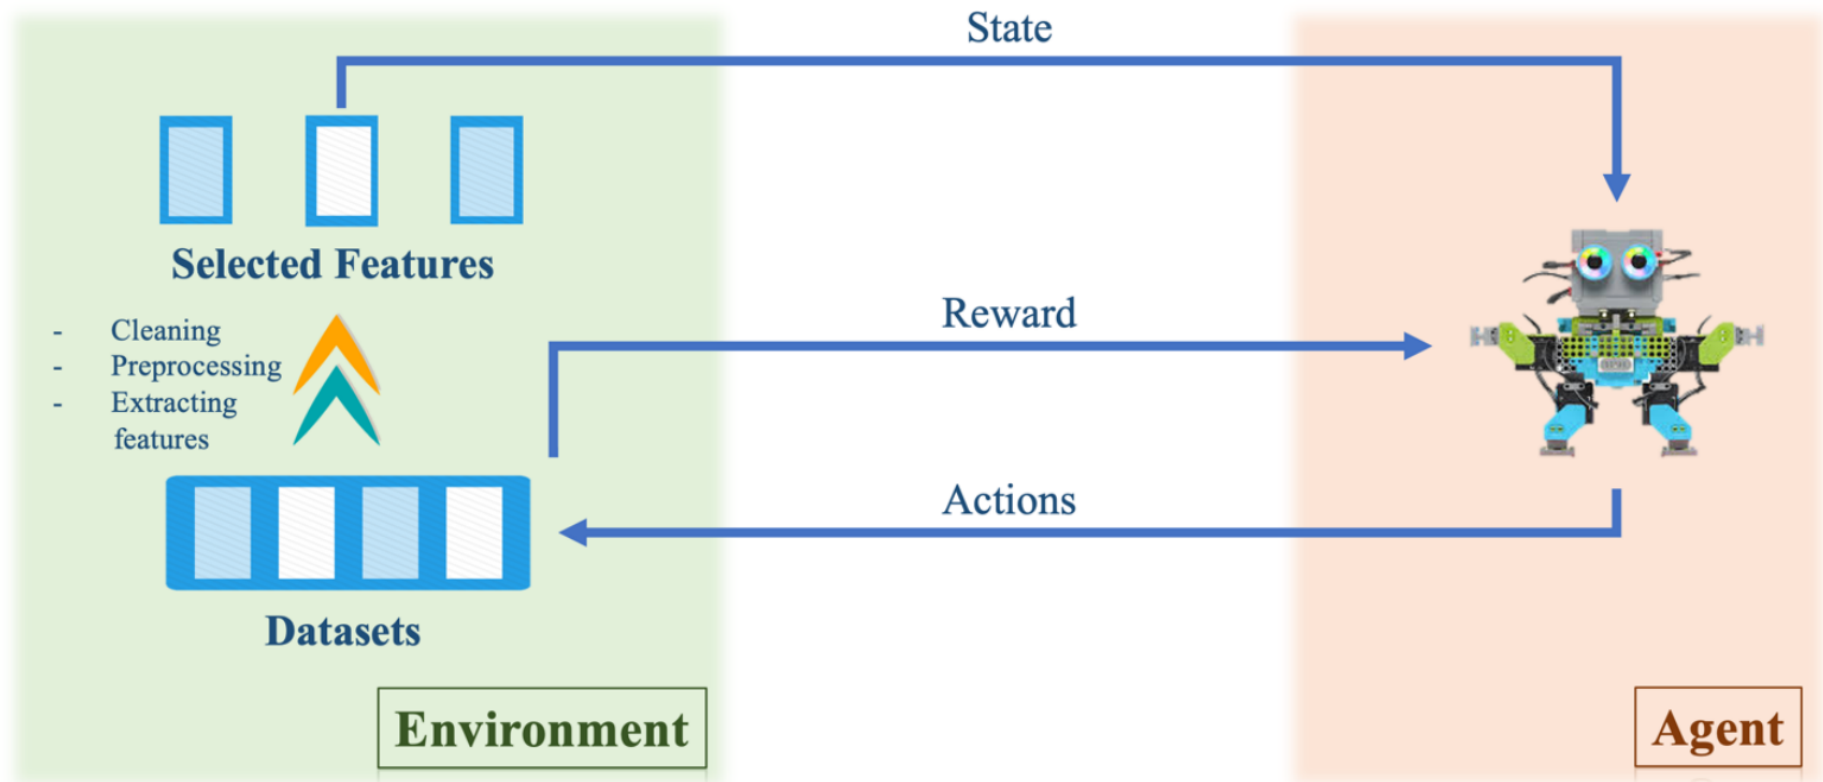 State
Selected Features
- Cleaning
- Preprocessing
- Extracting
features
Reward
Actions
Datasets
Environment
Agent